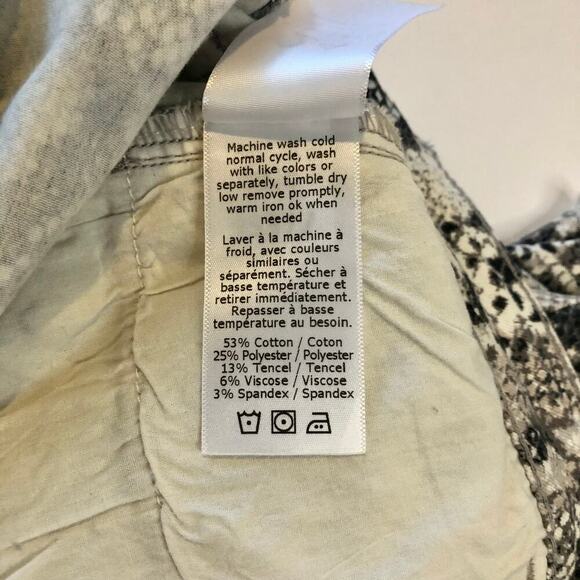 Machine wash cold
normal cycle, wash
with like colors or
separately, tumble dry
low remove promptly,
warm iron ok when
needed
Laver à la machine à
froid, avec couleurs
similaires ou
séparément. Sécher à
basse température et
retirer immédiatement.
Repasser à basse
température au besoin.
53% Cotton / Coton
25% Polyester / Polyester
13% Tencel / Tencel
6% Viscose / Viscose
3% Spandex / Spandex